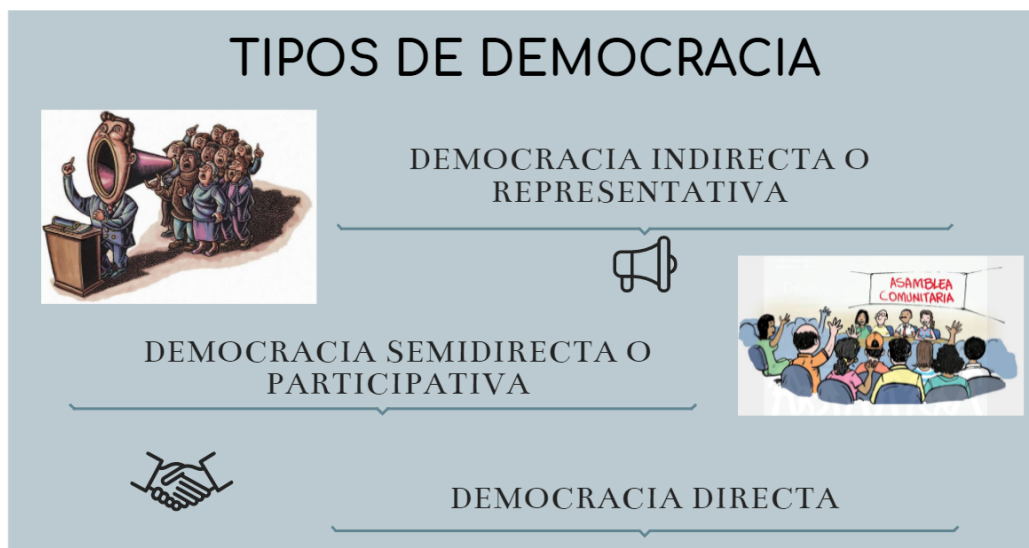 TIPOS DE DEMOCRACIA
DEMOCRACIA INDIRECTA O
REPRESENTATIVA
ASAMBLEA
COMUNITARIA
DEMOCRACIA SEMIDIRECTA O
PARTICIPATIVA
DEMOCRACIA DIRECTA